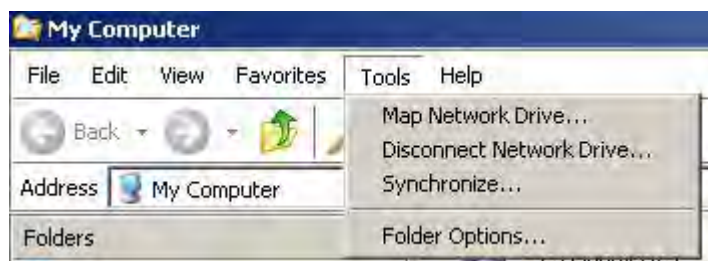 My Computer
File Edit View Favorites Tools Help
Map Network Drive...
Back
Disconnect Network Drive...
Synchronize...
Address My Computer
Folders
Folder Options...